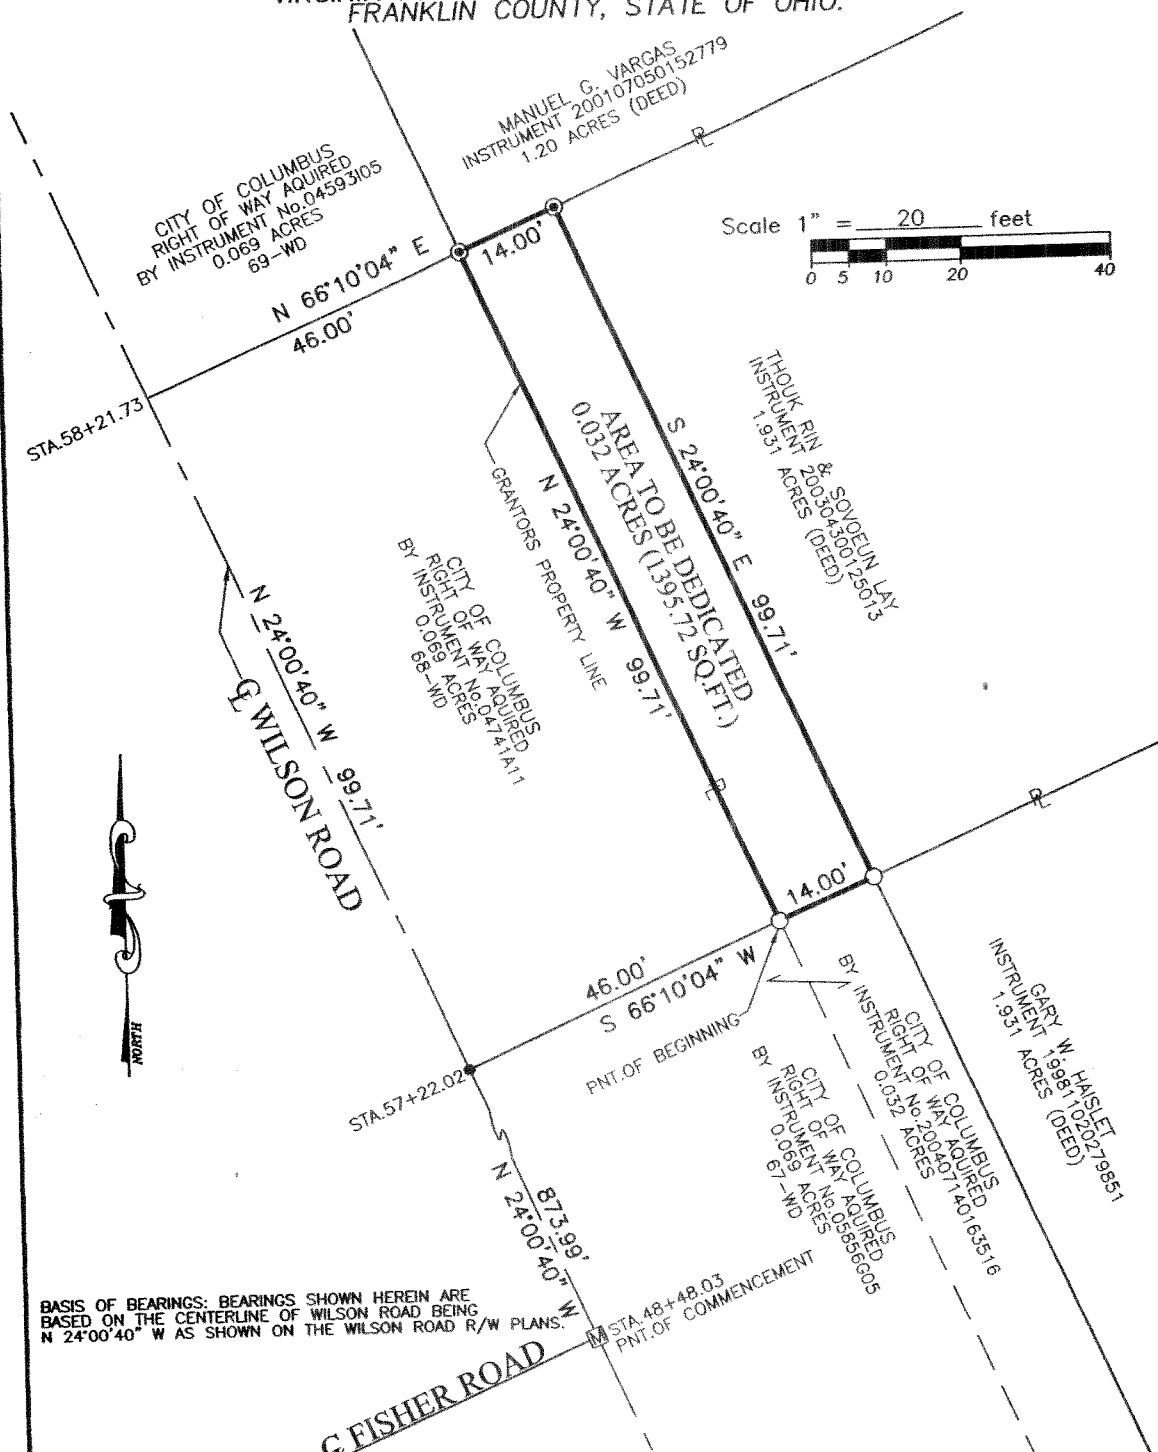 FRANKLIN COUNTY, STATE OF OHIO.
MANUEL G. VARGAS
INSTRUMENT 200107050152779
1.20 ACRES (DEED)
CITY OF COLUMBUS
RIGHT OF WAY AQUIRED
BY INSTRUMENT No.04593I05
0.069 ACRES
69-WD
Scale 1" = 20 feet
0 5 10 20 40
N 66°10'04" E
46.00'
14.00'
PL
STA.58+21.73
THOUK RIN & SOVOEUN LAY
INSTRUMENT 200304300125013
1.931 ACRES (DEED)
S 24°00'40" E 99.71'
AREA TO BE DEDICATED
0.032 ACRES (1395.72 SQ.FT.)
N 24°00'40" W 99.71'
GRANTORS PROPERTY LINE
CITY OF COLUMBUS
RIGHT OF WAY AQUIRED
BY INSTRUMENT No.04741A11
0.069 ACRES
68-WD
N 24°00'40" W 99.71'
CL WILSON ROAD
PL
PL
14.00'
46.00'
S 66°10'04" W
PNT.OF BEGINNING
NORTH
STA.57+22.02
GARY W. HAISLET
INSTRUMENT 199811020279851
1.931 ACRES (DEED)
CITY OF COLUMBUS
RIGHT OF WAY AQUIRED
BY INSTRUMENT No.200407140163516
0.032 ACRES
CITY OF COLUMBUS
RIGHT OF WAY AQUIRED
BY INSTRUMENT No.05856G05
0.069 ACRES
67-WD
873.99'
N 24°00'40" W
BASIS OF BEARINGS: BEARINGS SHOWN HEREIN ARE
BASED ON THE CENTERLINE OF WILSON ROAD BEING
N 24°00'40" W AS SHOWN ON THE WILSON ROAD R/W PLANS.
M
STA.48+48.03
PNT.OF COMMENCEMENT
CL FISHER ROAD